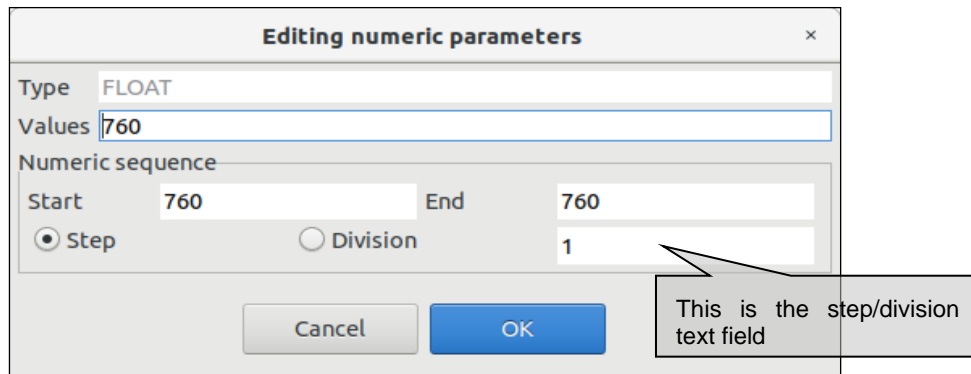 Editing numeric parameters ×
Type FLOAT
Values 760
Numeric sequence
Start 760 End 760
Step Division 1
This is the step/division
text field
Cancel OK